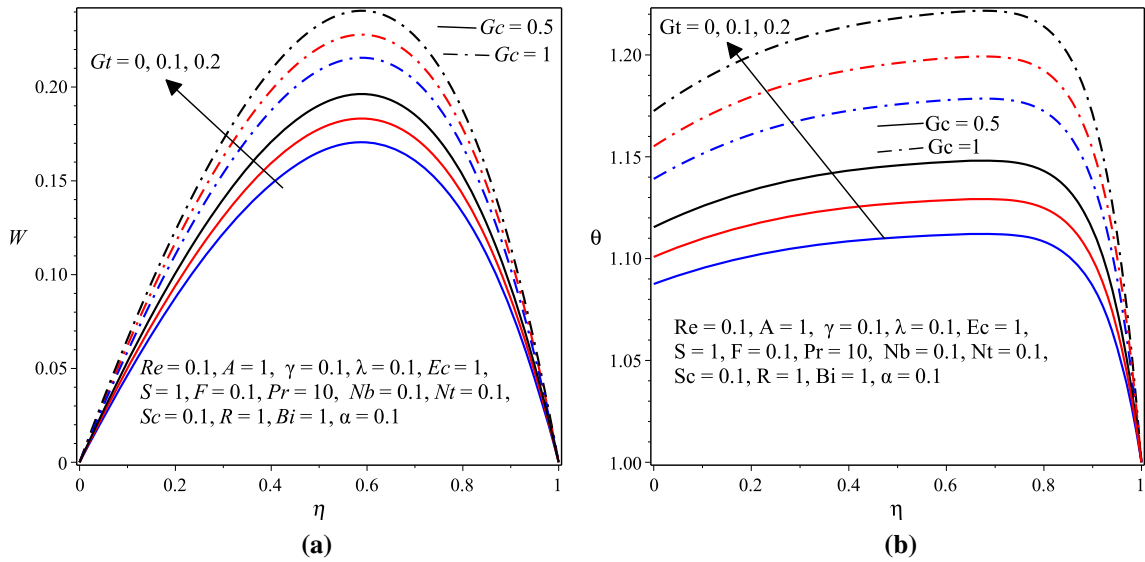 Gc = 0.5
Gc = 1
Gt = 0, 0.1, 0.2
0.20
0.15
W
0.10
0.05
0
Re = 0.1, A = 1, γ = 0.1, λ = 0.1, Ec = 1,
S = 1, F = 0.1, Pr = 10, Nb = 0.1, Nt = 0.1,
Sc = 0.1, R = 1, Bi = 1, α = 0.1
0 0.2 0.4 0.6 0.8 1
η
(a)
Gt = 0, 0.1, 0.2
1.20
1.15
Gc = 0.5
Gc =1
θ
1.10
1.05
1.00
Re = 0.1, A = 1, γ = 0.1, λ = 0.1, Ec = 1,
S = 1, F = 0.1, Pr = 10, Nb = 0.1, Nt = 0.1,
Sc = 0.1, R = 1, Bi = 1, α = 0.1
0 0.2 0.4 0.6 0.8 1
η
(b)